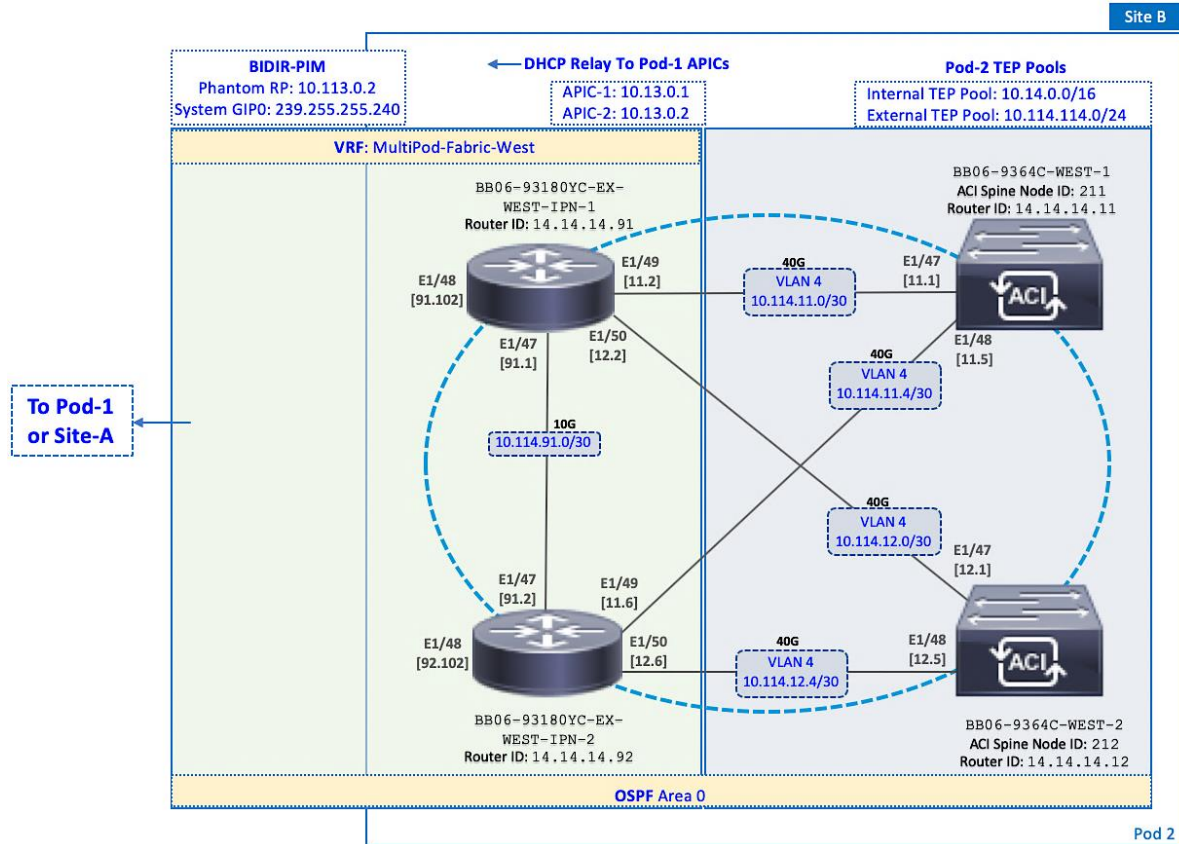 Site B
BIDIR-PIM
Phantom RP: 10.113.0.2
System GIP0: 239.255.255.240
DHCP Relay To Pod-1 APICs
APIC-1: 10.13.0.1
APIC-2: 10.13.0.2
Pod-2 TEP Pools
Internal TEP Pool: 10.14.0.0/16
External TEP Pool: 10.114.114.0/24
VRF: MultiPod-Fabric-West
BB06-93180YC-EX-
WEST-IPN-1
Router ID: 14.14.14.91
BB06-9364C-WEST-1
ACI Spine Node ID: 211
Router ID: 14.14.14.11
E1/48
[91.102]
E1/49
[11.2]
40G
VLAN 4
10.114.11.0/30
E1/47
[11.1]
ACI
E1/47
[91.1]
E1/50
[12.2]
E1/48
[11.5]
40G
VLAN 4
10.114.11.4/30
To Pod-1
or Site-A
10G
10.114.91.0/30
40G
VLAN 4
10.114.12.0/30
E1/47
[12.1]
E1/47
[91.2]
E1/49
[11.6]
E1/48
[92.102]
E1/50
[12.6]
40G
VLAN 4
10.114.12.4/30
E1/48
[12.5]
ACI
BB06-93180YC-EX-
WEST-IPN-2
Router ID: 14.14.14.92
BB06-9364C-WEST-2
ACI Spine Node ID: 212
Router ID: 14.14.14.12
OSPF Area 0
Pod 2